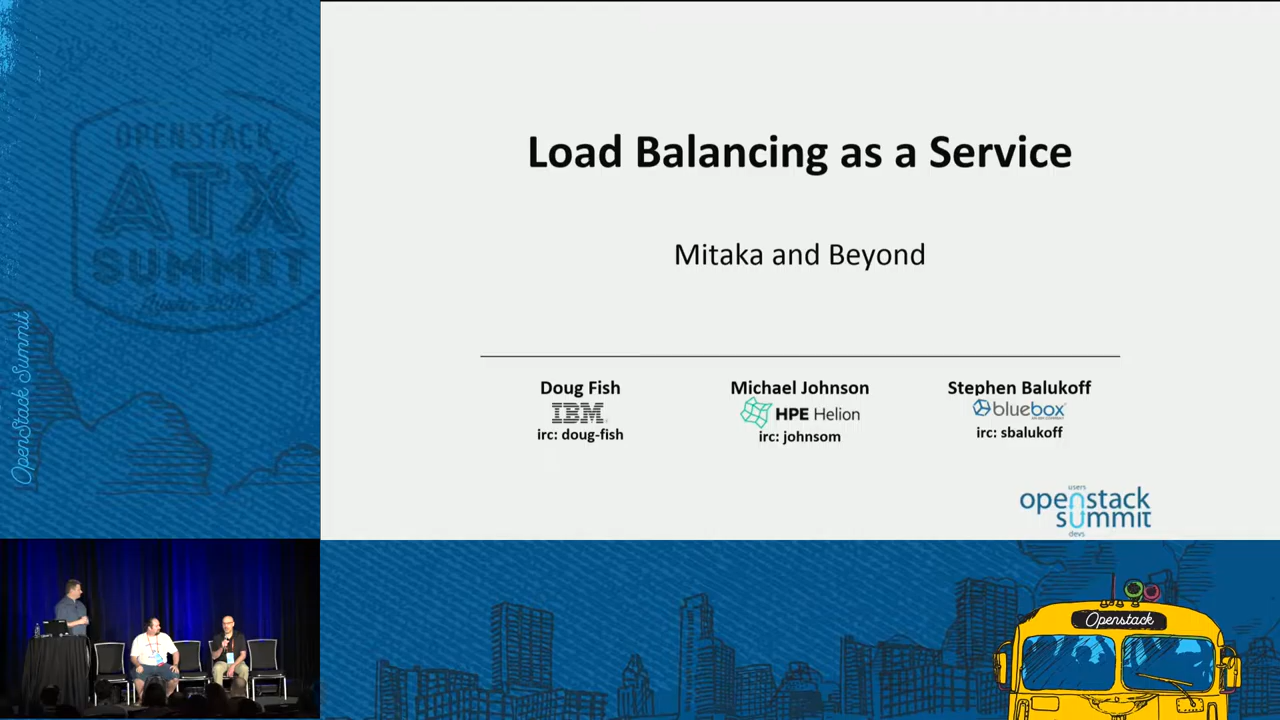 OPENSTACK
ATX
SUMMIT
Austin 2016
OpenStack Summit
Load Balancing as a Service
Mitaka and Beyond
Doug Fish
IBM
irc: doug-fish
Michael Johnson
HPE Helion
irc: johnsom
Stephen Balukoff
bluebox
irc: sbalukoff
users
openstack
summit
devs
Openstack